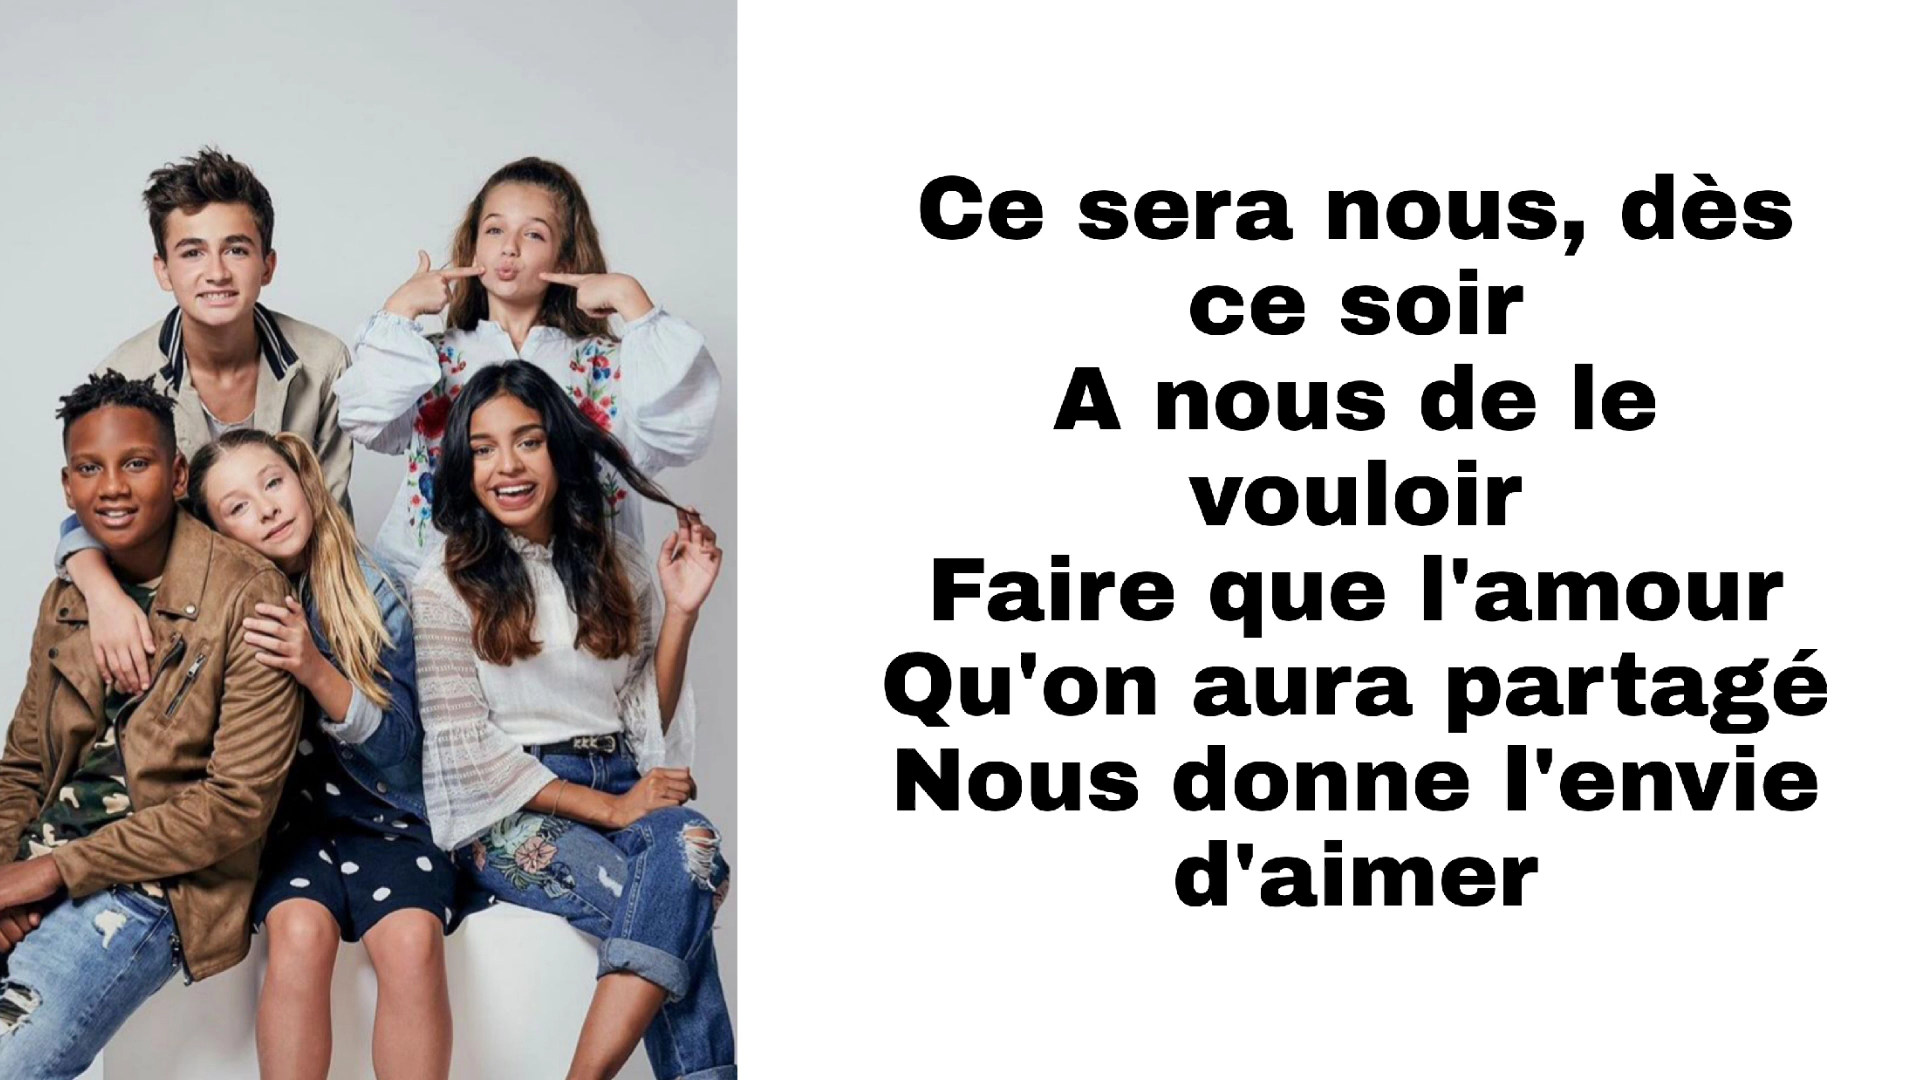 Ce sera nous, dès
ce soir
A nous de le
vouloir
Faire que l'amour
Qu'on aura partagé
Nous donne l'envie
d'aimer